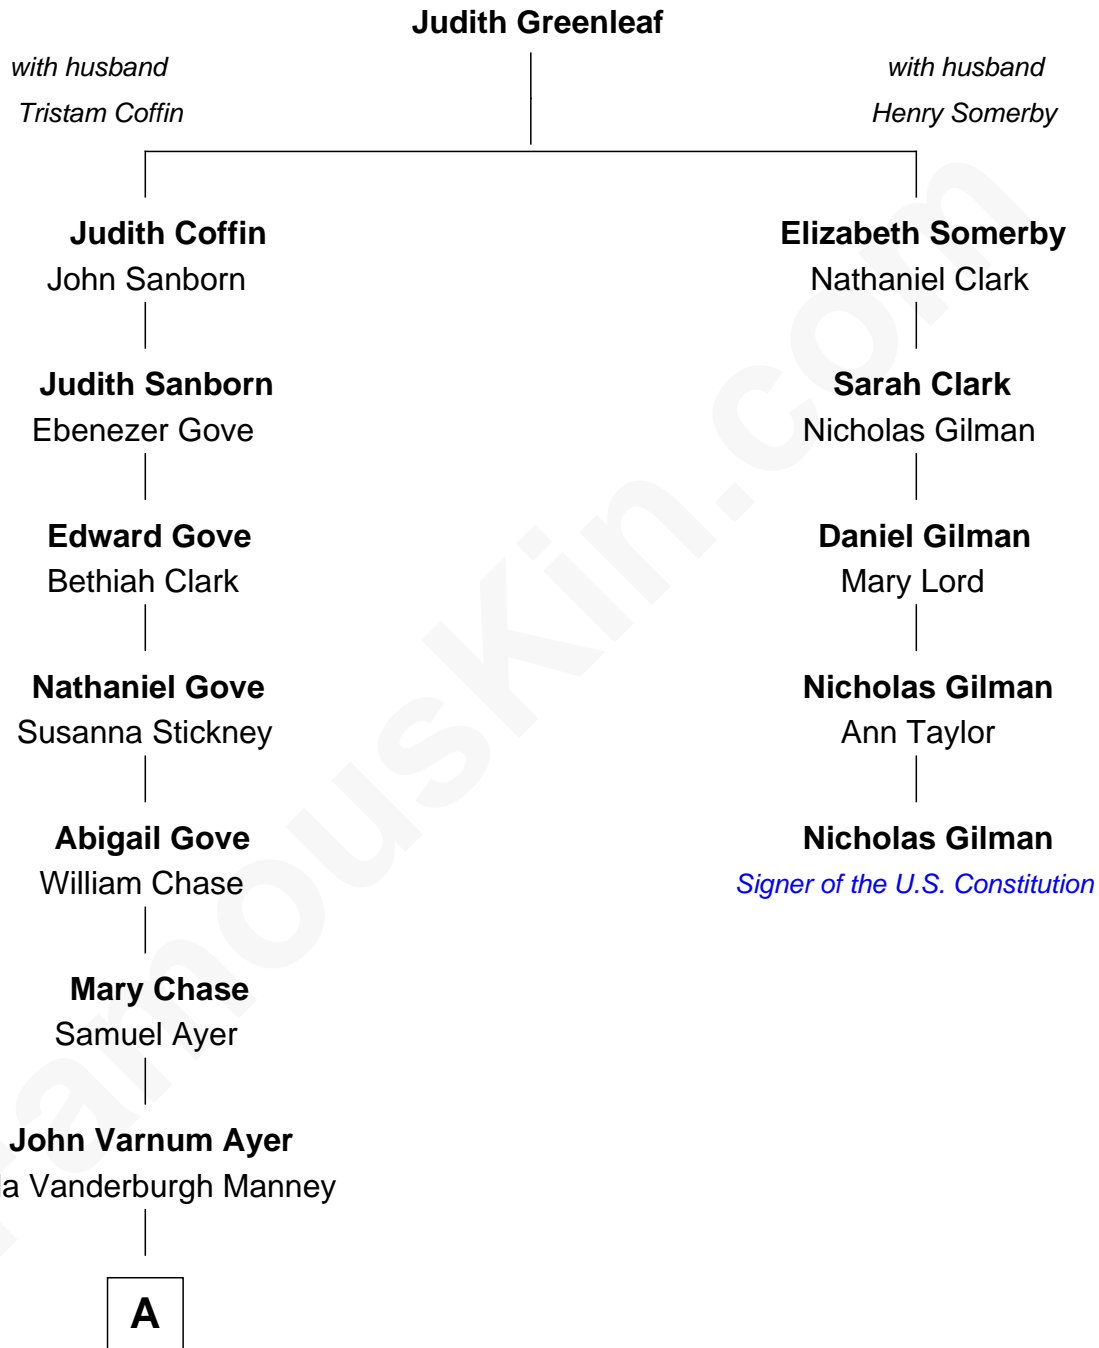 Judith Greenleaf
with husband
Tristam Coffin
with husband
Henry Somerby
Judith Coffin
John Sanborn
Judith Sanborn
Ebenezer Gove
Edward Gove
Bethiah Clark
Nathaniel Gove
Susanna Stickney
Abigail Gove
William Chase
Mary Chase
Samuel Ayer
John Varnum Ayer
Vanderburgh Manney
A
Elizabeth Somerby
Nathaniel Clark
Sarah Clark
Nicholas Gilman
Daniel Gilman
Mary Lord
Nicholas Gilman
Ann Taylor
Nicholas Gilman
Signer of the U.S. Constitution
FamousKin.com